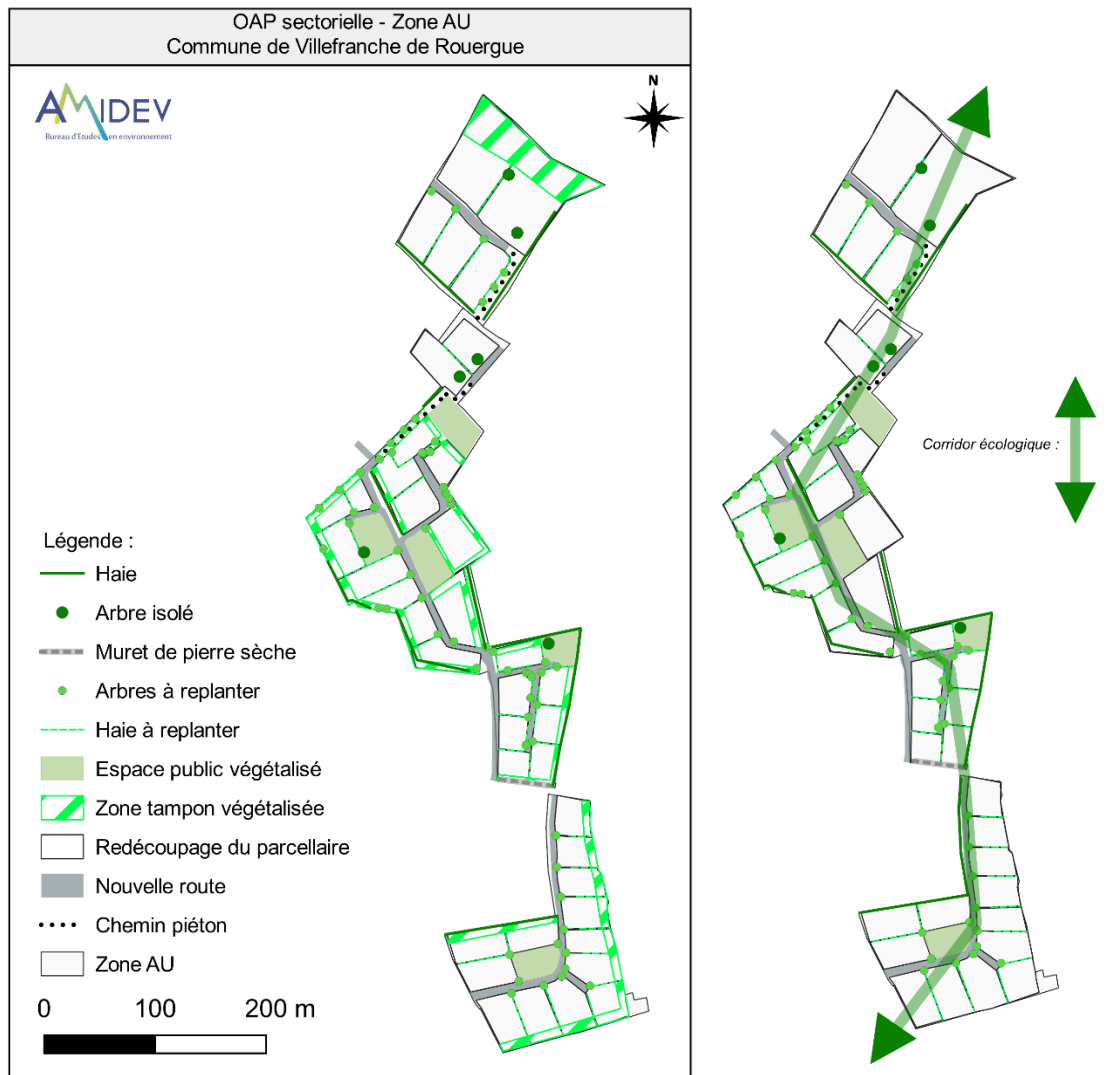 OAP sectorielle - Zone AU
Commune de Villefranche de Rouergue
AMIDEV
Bureau d'Etudes en environnement
N
Corridor écologique :
Légende :
Haie
Arbre isolé
Muret de pierre sèche
Arbres à replanter
Haie à replanter
Espace public végétalisé
Zone tampon végétalisée
Redécoupage du parcellaire
Nouvelle route
Chemin piéton
Zone AU
0 100 200 m